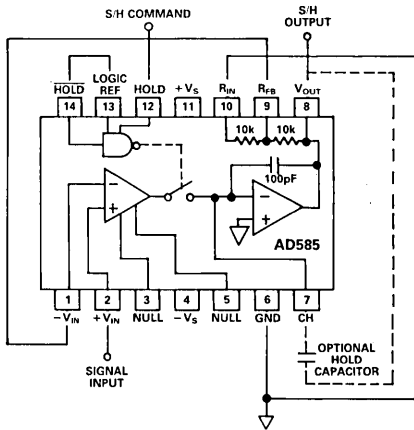 S/H COMMAND
S/H
OUTPUT
HOLD
LOGIC
REF
HOLD
+VS
RIN
RFB
VOUT
14
13
12
11
10
9
8
10k
10k
100pF
−
+
−
+
AD585
1
2
3
4
5
6
7
−VIN
+VIN
NULL
−VS
NULL
GND
CH
SIGNAL
INPUT
OPTIONAL
HOLD
CAPACITOR